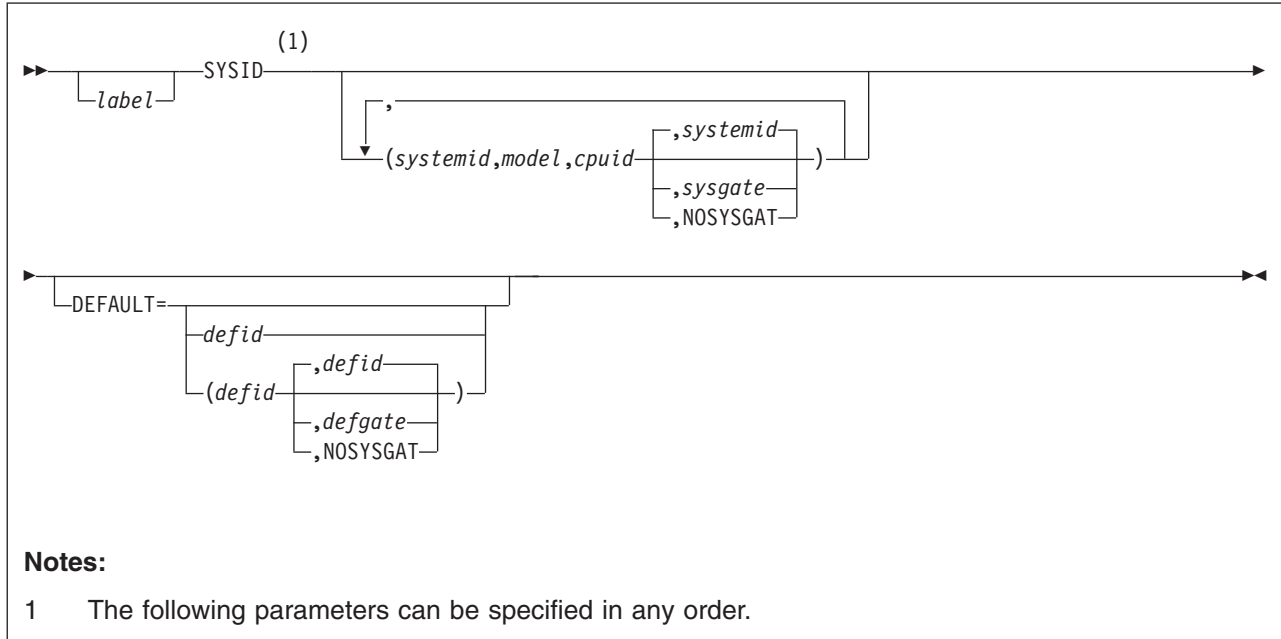 (1)
SYSID
label
,
,systemid
(systemid,model,cpuid )
,sysgate
,NOSYSGAT
DEFAULT=
defid
,defid
(defid )
,defgate
,NOSYSGAT
Notes:
1 The following parameters can be specified in any order.